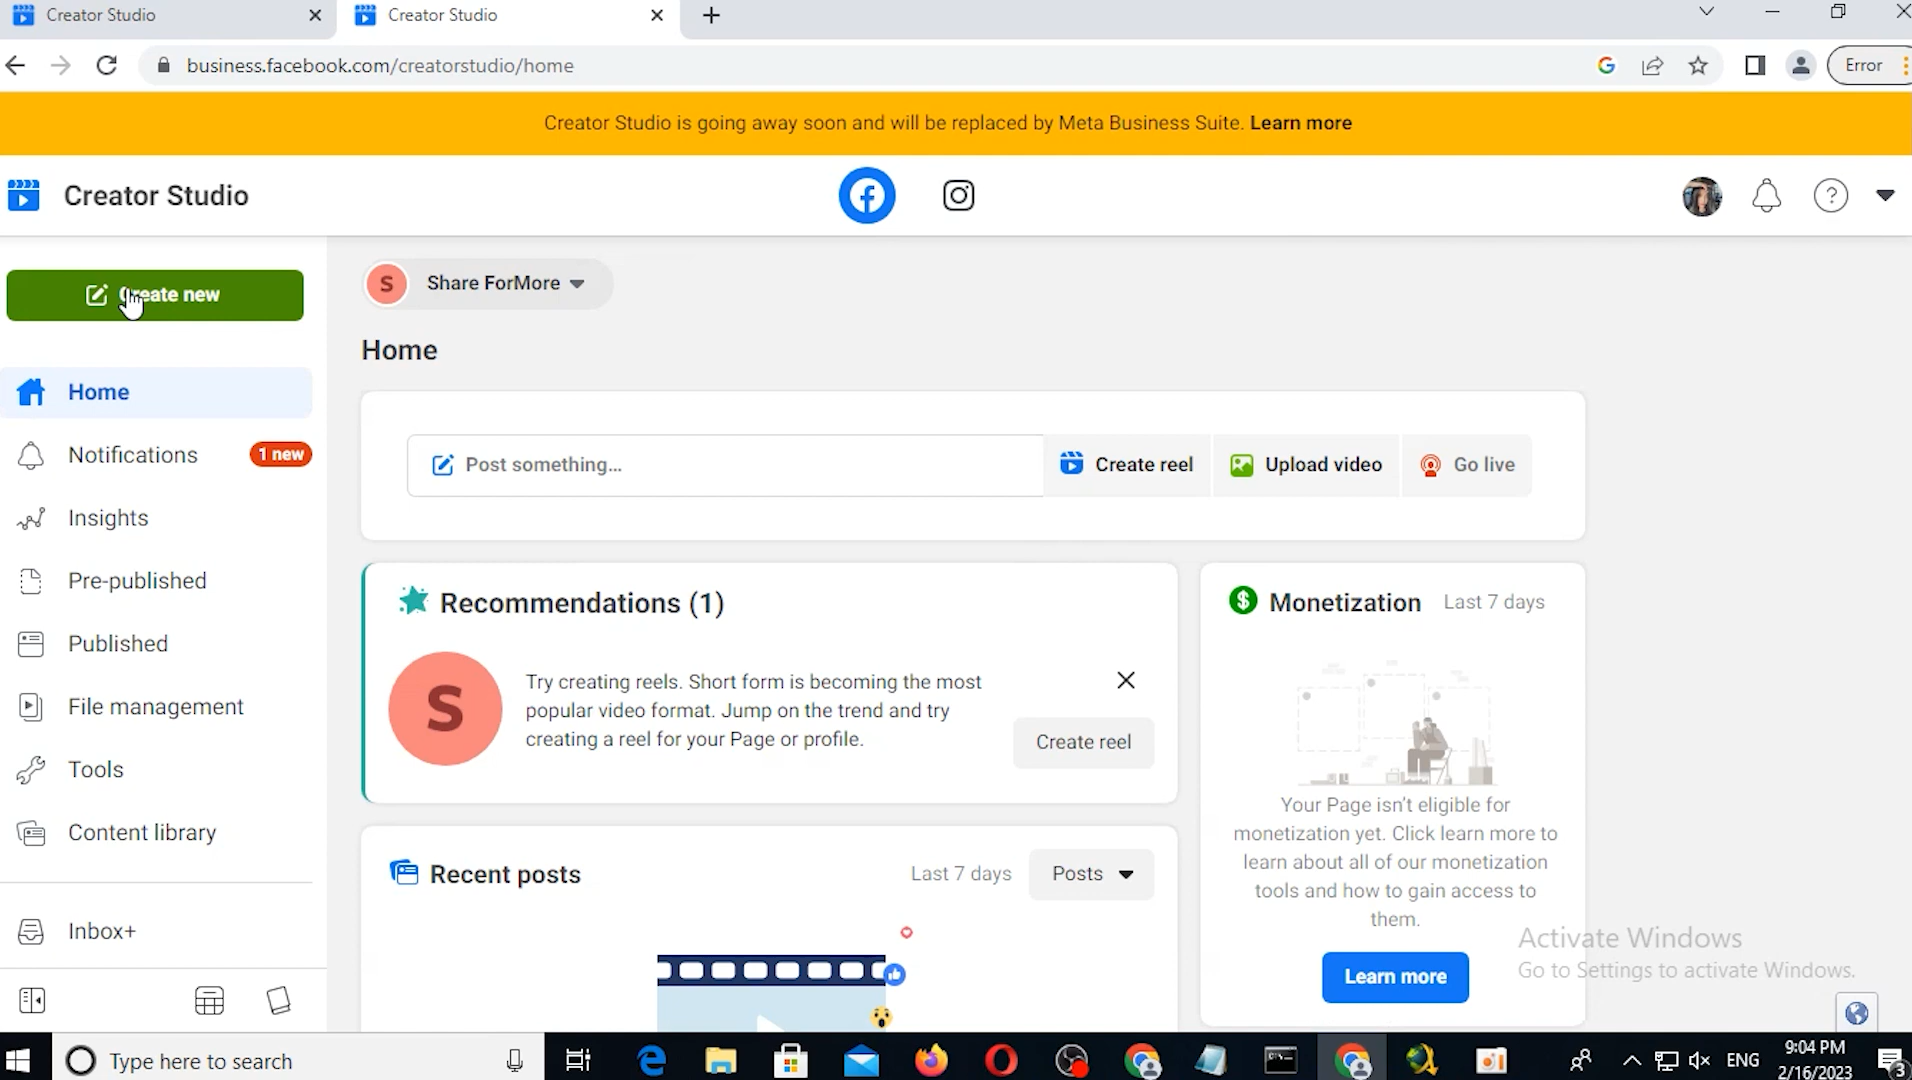 Creator Studio
Creator Studio
business.facebook.com/creatorstudio/home
Error
Creator Studio is going away soon and will be replaced by Meta Business Suite. Learn more
Creator Studio
Create new
S Share ForMore
Home
Home
Notifications 1 new
Insights
Pre-published
Published
File management
Tools
Content library
Inbox+
Post something...
Create reel
Upload video
Go live
Recommendations (1)
S
Try creating reels. Short form is becoming the most
popular video format. Jump on the trend and try
creating a reel for your Page or profile.
Create reel
Monetization Last 7 days
Your Page isn't eligible for
monetization yet. Click learn more to
learn about all of our monetization
tools and how to gain access to
them.
Learn more
Recent posts Last 7 days Posts
Activate Windows
Go to Settings to activate Windows.
Type here to search
ENG
9:04 PM
2/16/2023
3